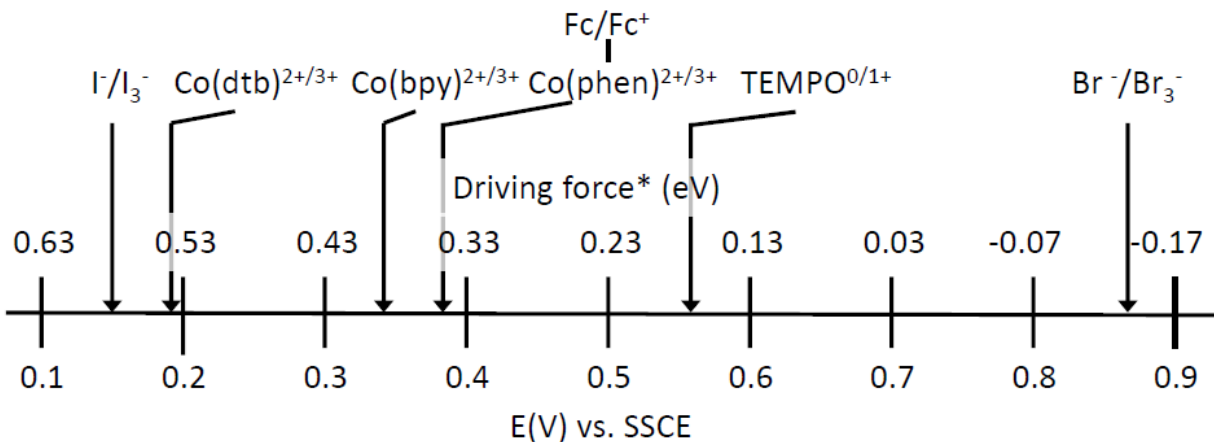 Fc/Fc⁺
I⁻/I₃⁻ Co(dtb)²⁺/³⁺ Co(bpy)²⁺/³⁺ Co(phen)²⁺/³⁺ TEMPO⁰/¹⁺ Br ⁻/Br₃⁻
Driving force* (eV)
0.63 0.53 0.43 0.33 0.23 0.13 0.03 -0.07 -0.17
0.1 0.2 0.3 0.4 0.5 0.6 0.7 0.8 0.9
E(V) vs. SSCE